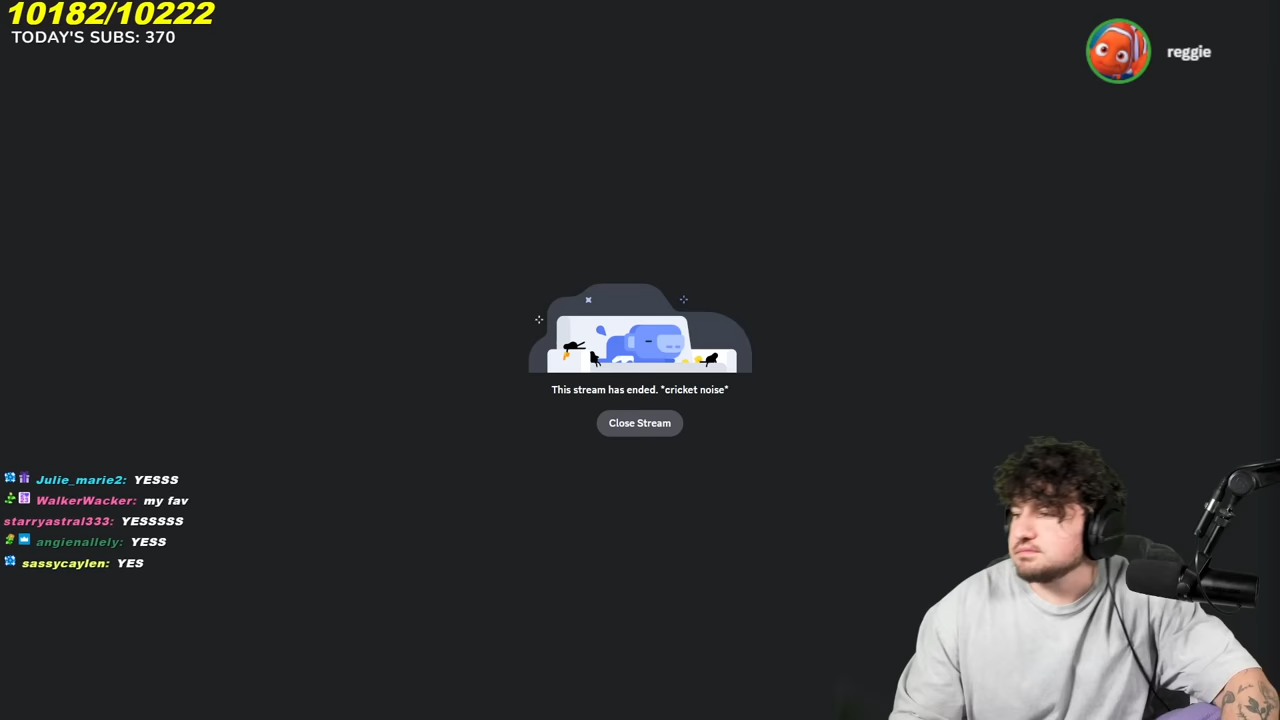 10182/10222
TODAY'S SUBS: 370
reggie
This stream has ended. *cricket noise*
Close Stream
Julie_marie2: YESSS
WalkerWacker: my fav
starryastral333: YESSSSS
angienallely: YESS
sassycaylen: YES